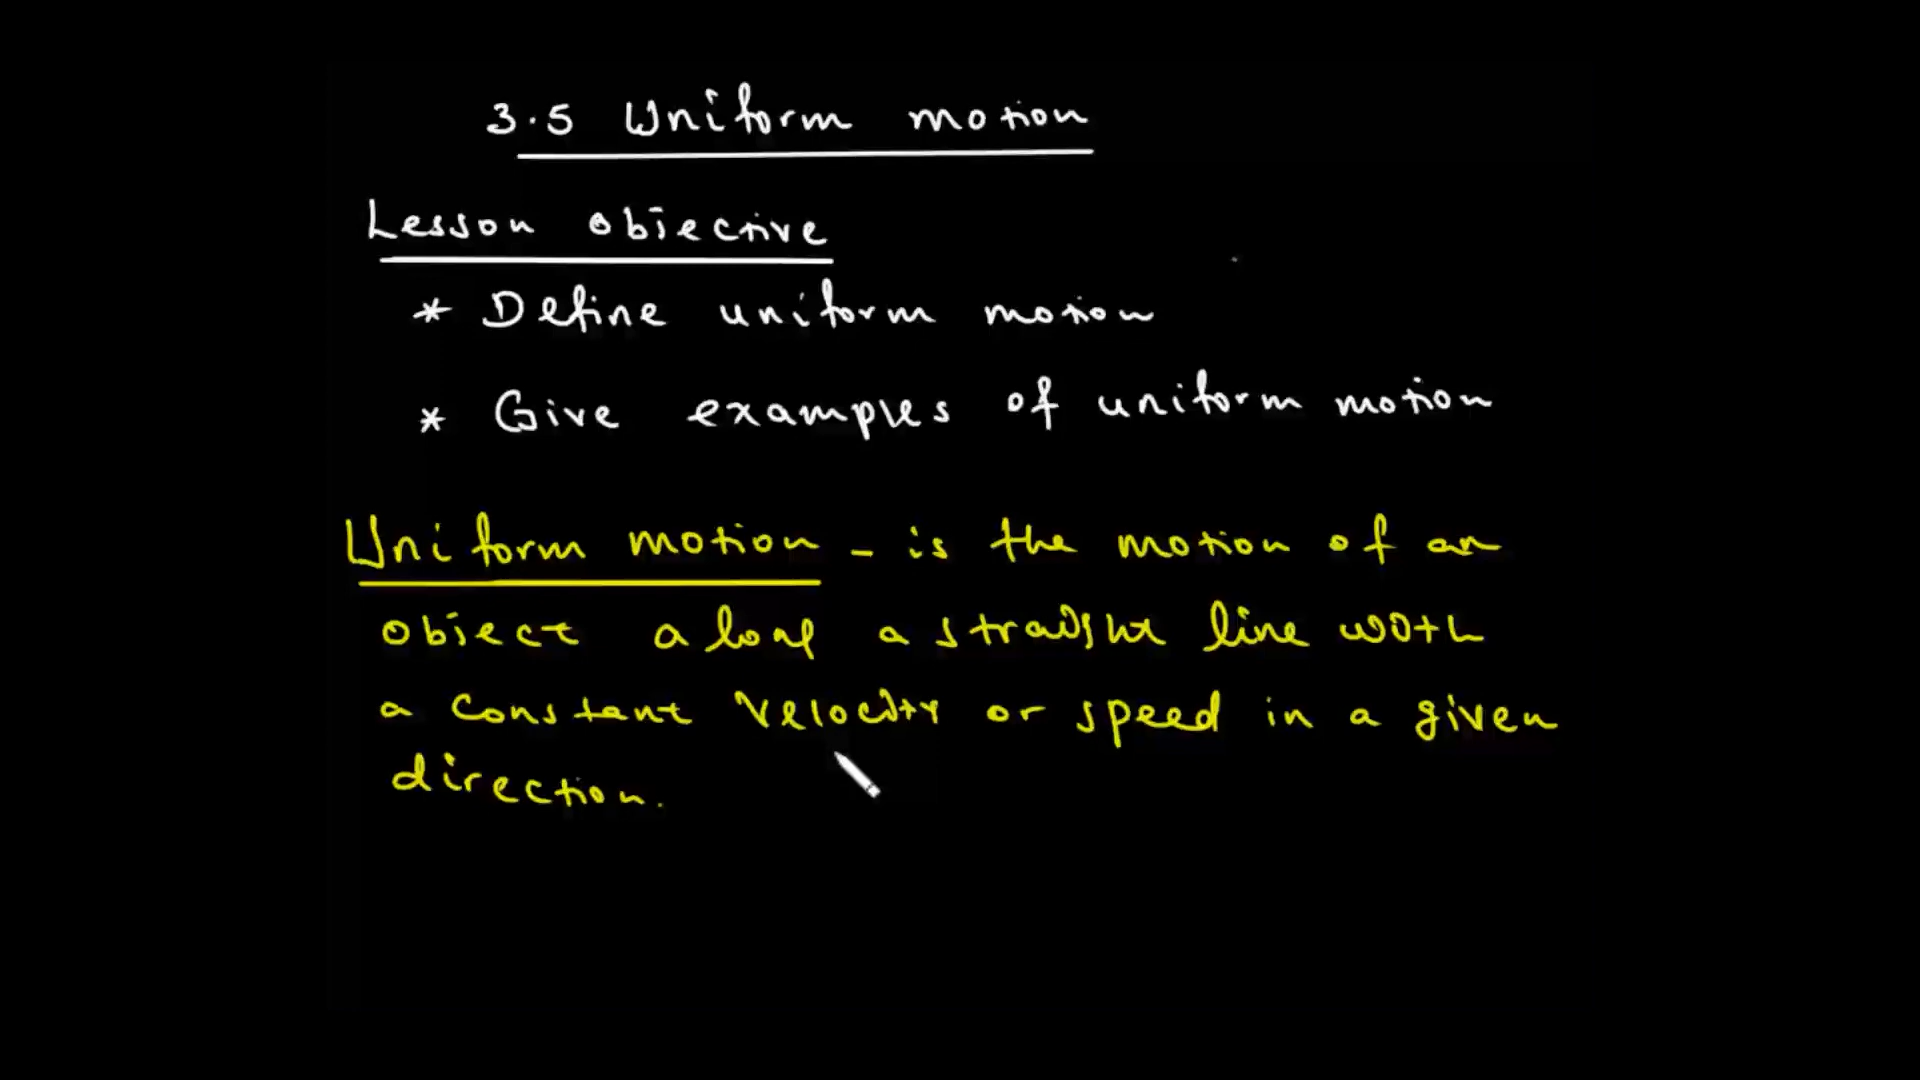 3.5 Uniform motion
Lesson objective
* Define uniform motion
* Give examples of uniform motion
Uniform motion - is the motion of an
object along a straight line with
a constant velocity or speed in a given
direction.